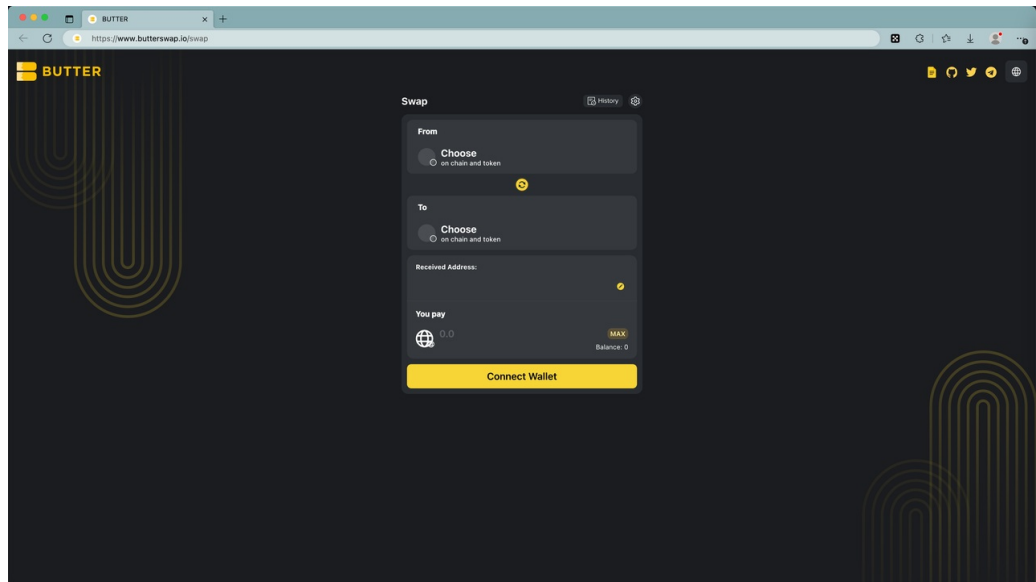 BUTTER
https://www.butterswap.io/swap
BUTTER
Swap
History
From
Choose
on chain and token
To
Choose
on chain and token
Received Address:
You pay
0.0
MAX
Balance: 0
Connect Wallet